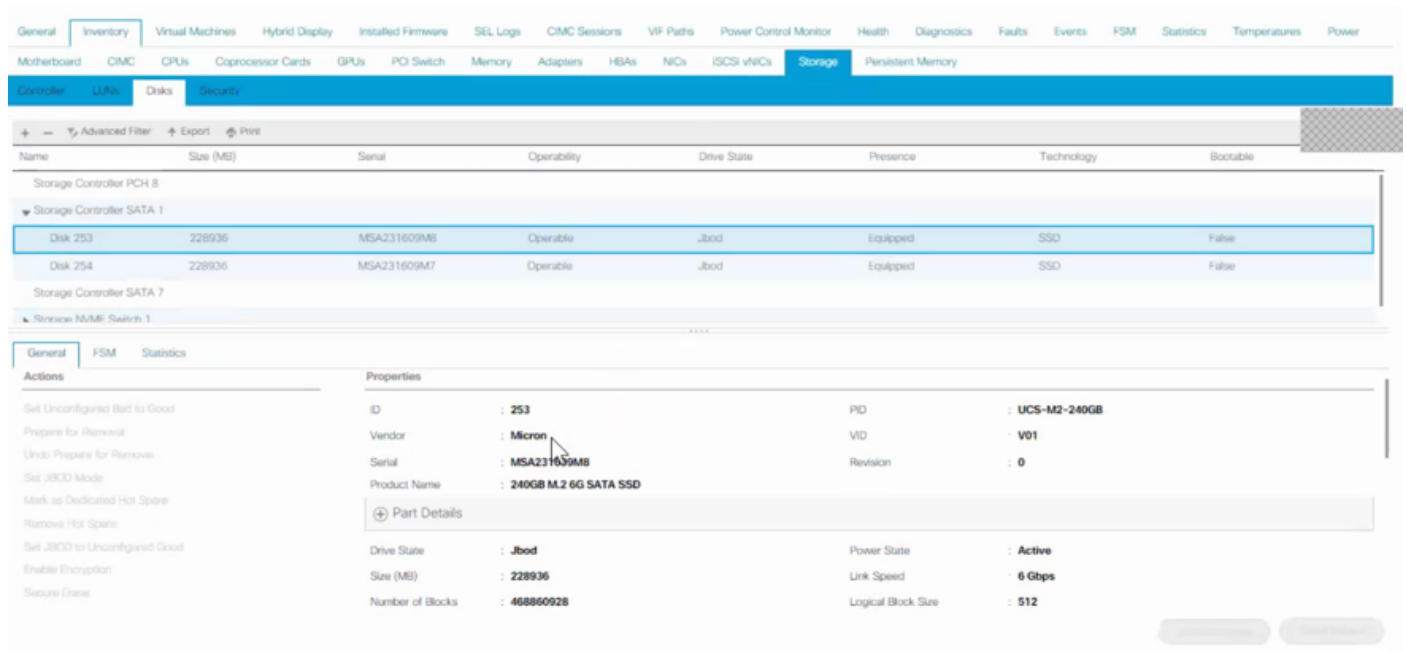 General Inventory Virtual Machines Hybrid Display Installed Firmware SEL Logs CIMC Sessions VIF Paths Power Control Monitor Health Diagnostics Faults Events FSM Statistics Temperatures Power
Motherboard CIMC CPUs Coprocessor Cards GPUs PCI Switch Memory Adapters HBAs NICs iSCSI vNICs Storage Persistent Memory
Controller LUNs Disks Security
+ − Advanced Filter Export Print
Name Size (MB) Serial Operability Drive State Presence Technology Bootable
Storage Controller PCH 8
Storage Controller SATA 1
Disk 253 228936 MSA231609M8 Operable Jbod Equipped SSD False
Disk 254 228936 MSA231609M7 Operable Jbod Equipped SSD False
Storage Controller SATA 7
Storage NVME Switch 1
General FSM Statistics
Actions Properties
Set Unconfigured Bad to Good ID : 253 PID : UCS-M2-240GB
Prepare for Removal Vendor : Micron VID : V01
Undo Prepare for Remova... Serial : MSA231609M8 Revision : 0
Set JBOD Mode Product Name : 240GB M.2 6G SATA SSD
Mark as Dedicated Hot Spare
Remove Hot Spare Part Details
Set JBOD to Unconfigured Good Drive State : Jbod Power State : Active
Enable Encryption Size (MB) : 228936 Link Speed : 6 Gbps
Secure Erase Number of Blocks : 468860928 Logical Block Size : 512